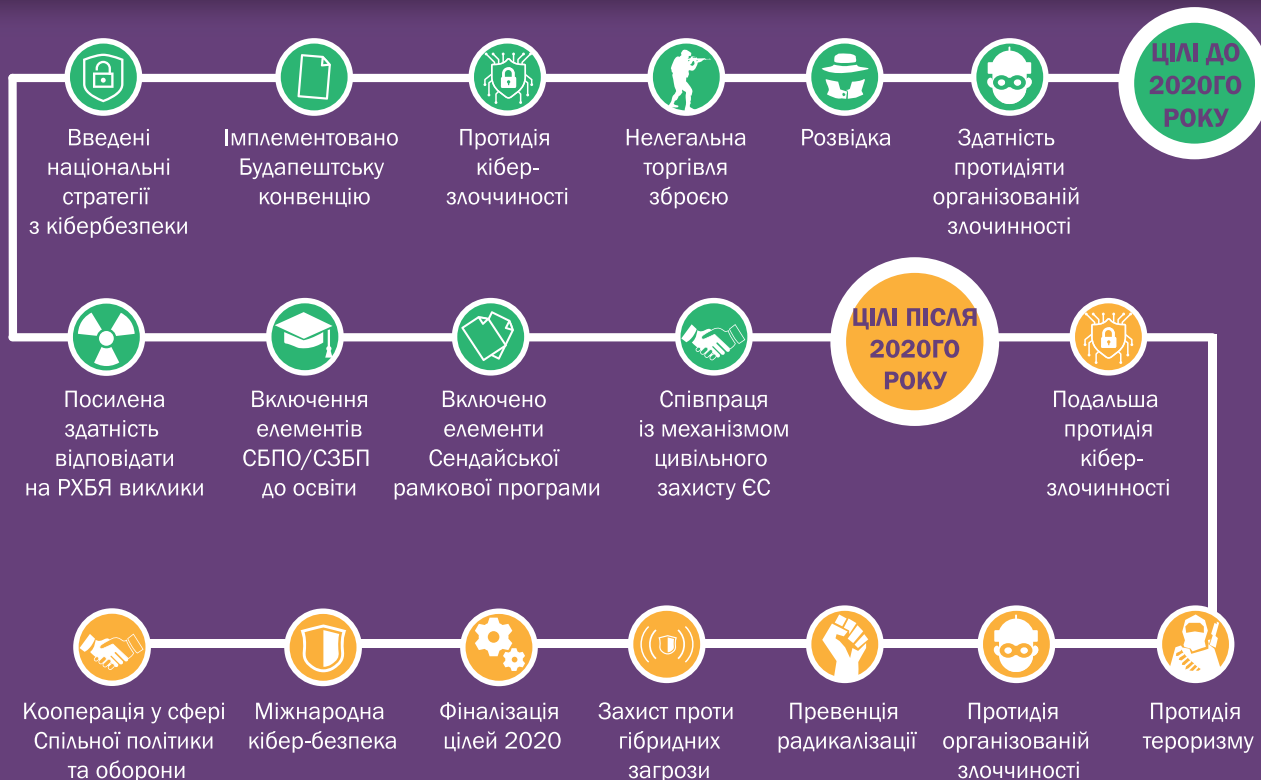 ЦІЛІ ДО
2020ГО
РОКУ
Введені
національні
стратегії
з кібербезпеки
Імплементовано
Будапештську
конвенцію
Протидія
кібер-
злоччиності
Нелегальна
торгівля
зброєю
Розвідка
Здатність
протидіяти
організованій
злочинності
Посилена
здатність
відповідати
на РХБЯ виклики
Включення
елементів
СБПО/СЗБП
до освіти
Включено
елементи
Сендайської
рамкової програми
Співпраця
із механізмом
цивільного
захисту ЄС
ЦІЛІ ПІСЛЯ
2020ГО
РОКУ
Подальша
протидія
кібер-
злочинності
Кооперація у сфері
Спільної політики
та оборони
Міжнародна
кібер-безпека
Фіналізація
цілей 2020
Захист проти
гібридних
загрози
Превенція
радикалізації
Протидія
організованій
злоччиності
Протидія
тероризму